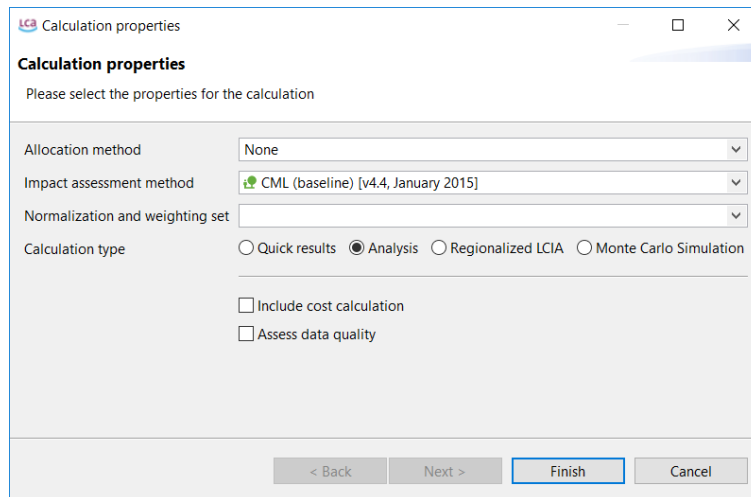 LCA Calculation properties
Calculation properties
Please select the properties for the calculation
Allocation method None
Impact assessment method CML (baseline) [v4.4, January 2015]
Normalization and weighting set
Calculation type Quick results Analysis Regionalized LCIA Monte Carlo Simulation
Include cost calculation
Assess data quality
< Back Next > Finish Cancel